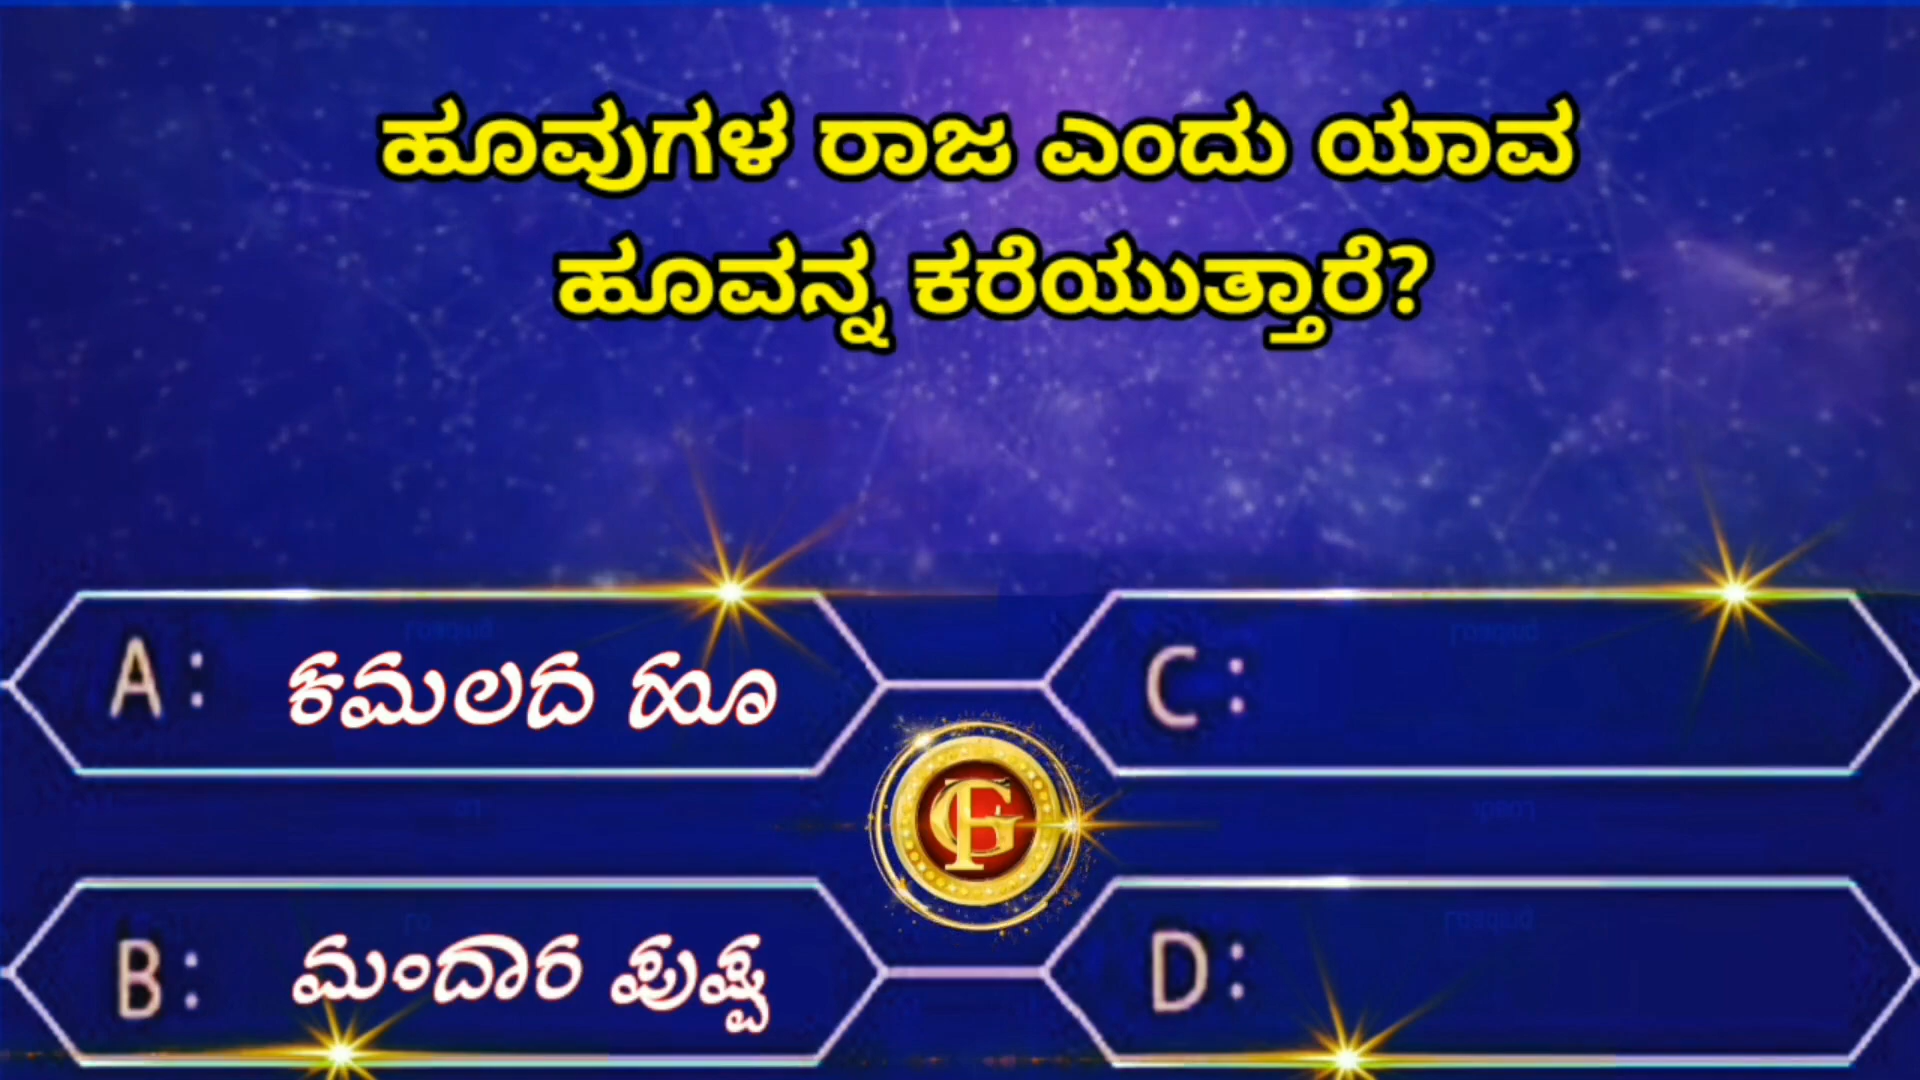 ಹೂವುಗಳ ರಾಜ ಎಂದು ಯಾವ
ಹೂವನ್ನ ಕರೆಯುತ್ತಾರೆ?
A: ಕಮಲದ ಹೂ
C:
B: ಮಂದಾರ ಪುಷ್ಪ
D: